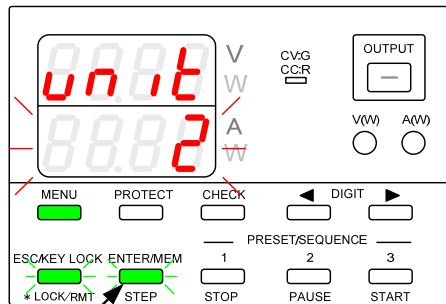 V
W
unit
CV:G
CC:R
OUTPUT
A
W
2
V(W) A(W)
MENU PROTECT CHECK ◄ DIGIT ►
PRESET/SEQUENCE
ESC/KEY LOCK ENTER/MEM 1 2 3
* LOCK/RMT STEP STOP PAUSE START